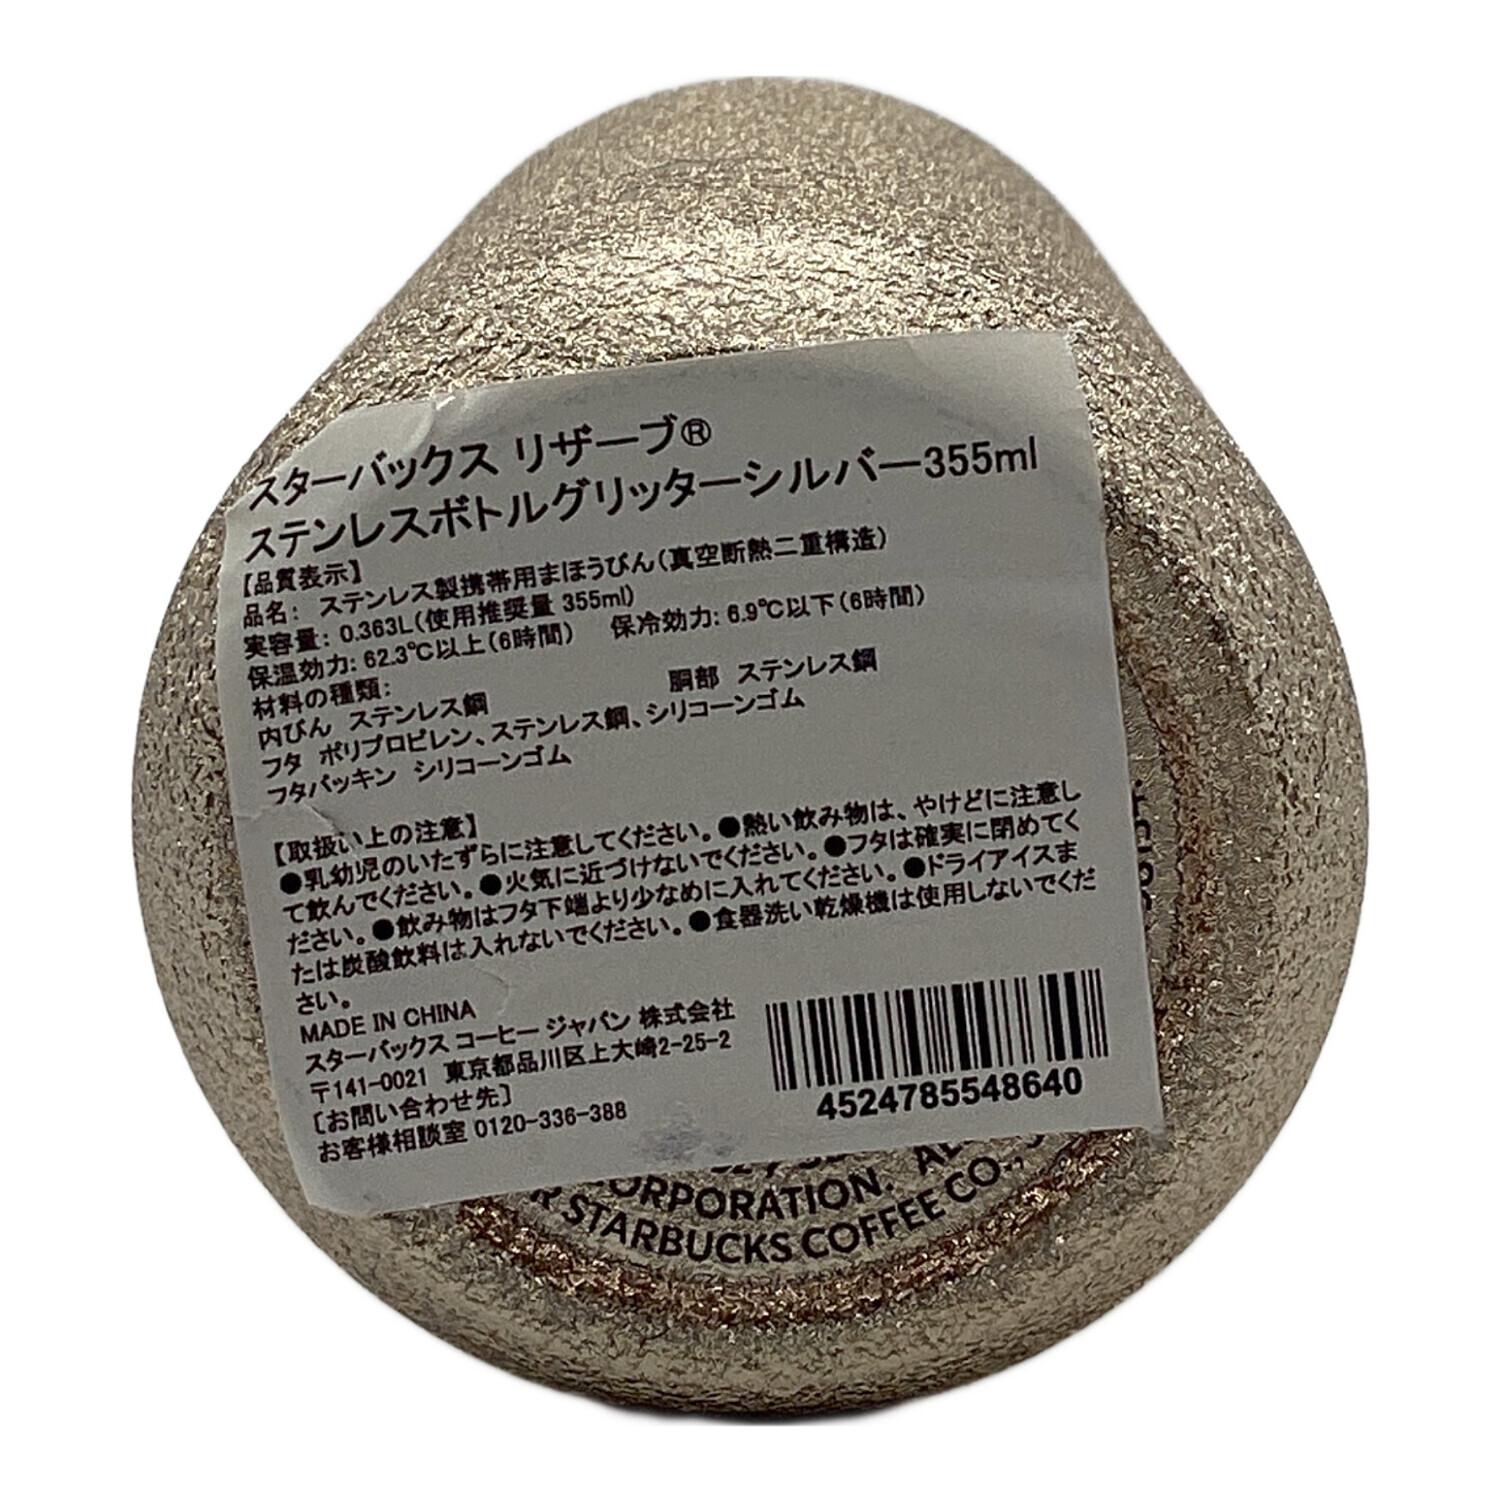 スターバックス リザーブ®
ステンレスボトルグリッターシルバー355ml
【品質表示】
品名： ステンレス製携帯用まほうびん（真空断熱二重構造）
実容量： 0.363L（使用推奨量 355ml）
保温効力：62.3℃以上（6時間） 保冷効力：6.9℃以下（6時間）
材料の種類：
内びん ステンレス鋼 胴部 ステンレス鋼
フタ ポリプロピレン、ステンレス鋼、シリコーンゴム
フタパッキン シリコーンゴム
【取扱い上の注意】
●乳幼児のいたずらに注意してください。●熱い飲み物は、やけどに注意し
て飲んでください。●火気に近づけないでください。●フタは確実に閉めてく
ださい。●飲み物はフタ下端より少なめに入れてください。●ドライアイスま
たは炭酸飲料は入れないでください。●食器洗い乾燥機は使用しないでくだ
さい。
MADE IN CHINA
スターバックス コーヒー ジャパン 株式会社
〒141-0021 東京都品川区上大崎2-25-2
［お問い合わせ先］
お客様相談室 0120-336-388
4524785548640
ORPORATION.
R STARBUCKS COFFEE CO.,